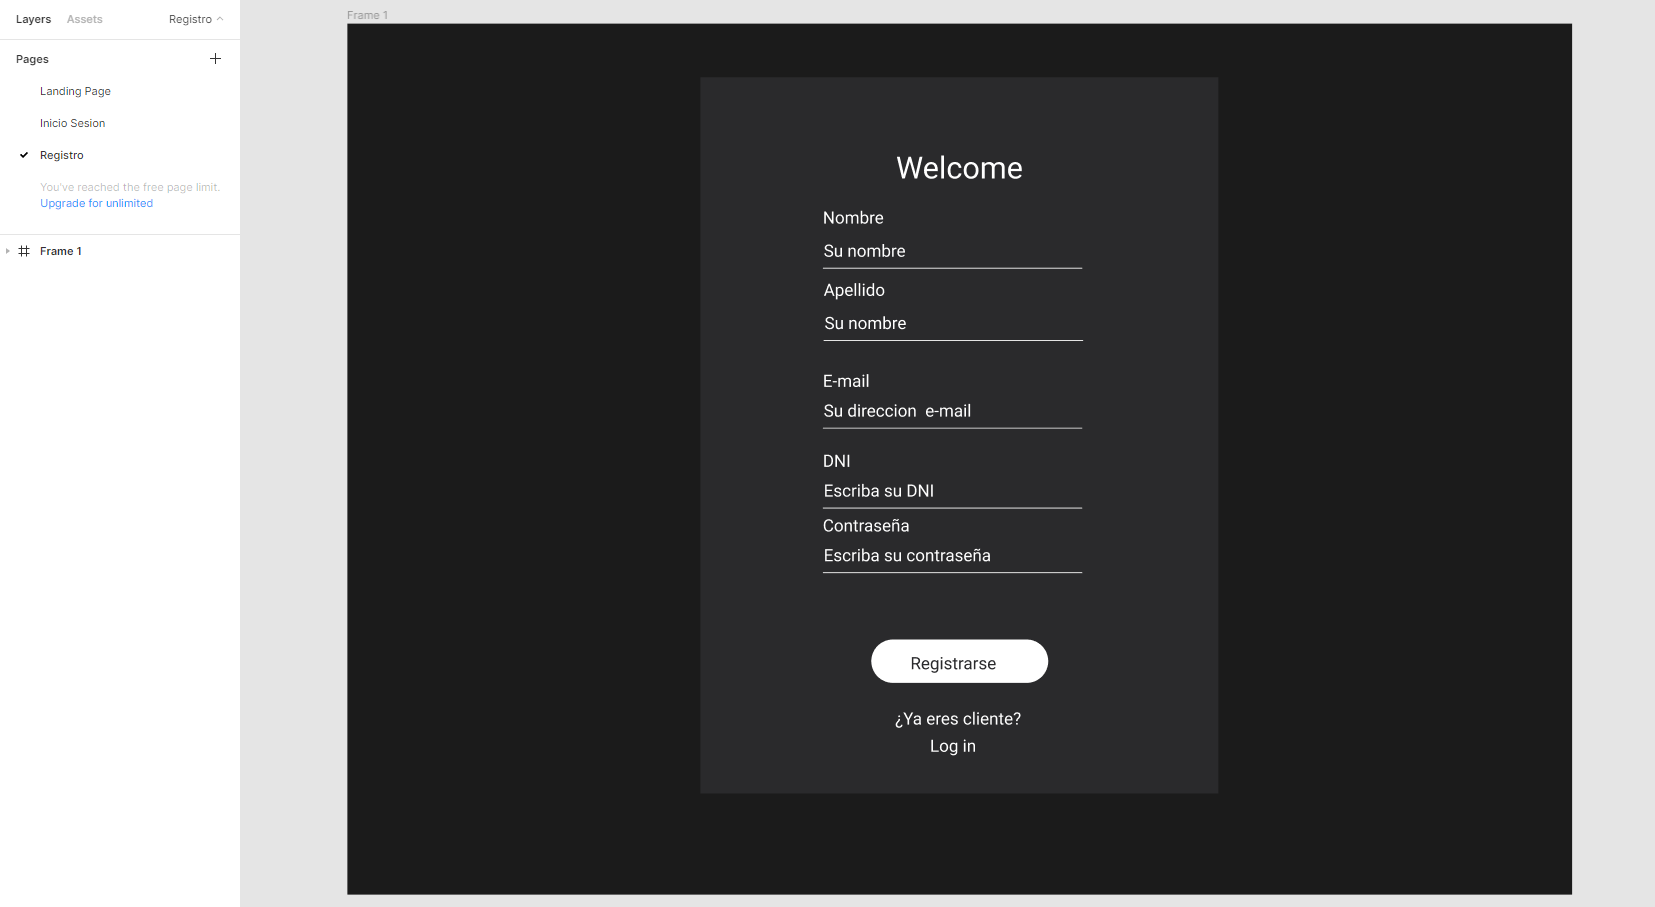 Layers Assets Registro
Pages
Landing Page
Inicio Sesion
Registro
You've reached the free page limit.
Upgrade for unlimited
Frame 1
Frame 1
Welcome
Nombre
Su nombre
Apellido
Su nombre
E-mail
Su direccion e-mail
DNI
Escriba su DNI
Contraseña
Escriba su contraseña
Registrarse
¿Ya eres cliente?
Log in